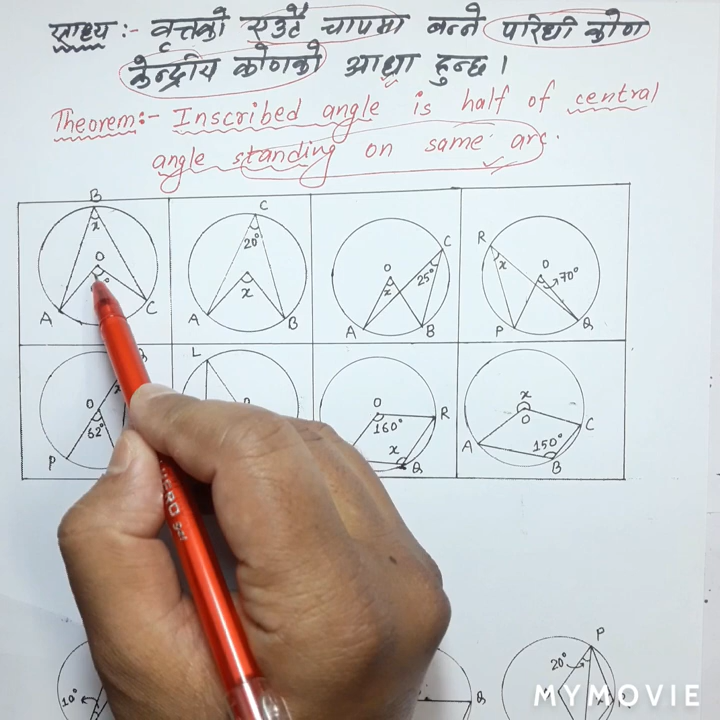 साध्य :- वृत्तको एउटै चापमा बन्ने परिधी कोण
केन्द्रीय कोणको आधा हुन्छ।
Theorem:- Inscribed angle is half of central
angle standing on same arc.
B
x
O
A
C
C
20°
x
A
B
O
x
C
25°
A
B
R
x
O
70°
P
Q
O
62°
P
L
O
160°
R
x
Q
x
O
A
150°
C
B
10°
Q
P
20°
MYMOVIE